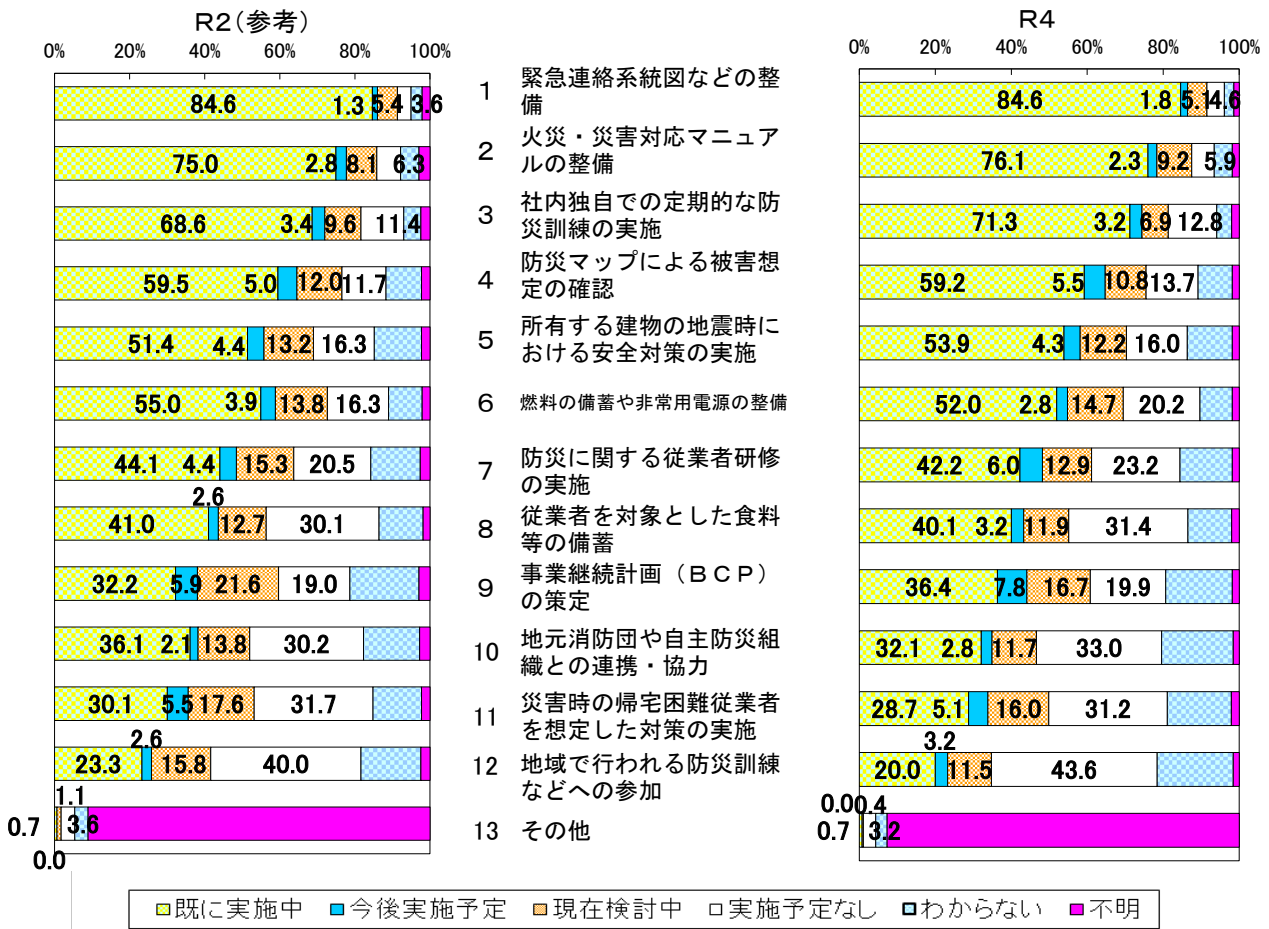 R2(参考)
0% 20% 40% 60% 80% 100%
R4
0% 20% 40% 60% 80% 100%
84.6 1.3 5.4 3.6
1 緊急連絡系統図などの整
備
84.6 1.8 5.1 4.6
75.0 2.8 8.1 6.3
2 火災・災害対応マニュア
ルの整備
76.1 2.3 9.2 5.9
68.6 3.4 9.6 11.4
3 社内独自での定期的な防
災訓練の実施
71.3 3.2 6.9 12.8
59.5 5.0 12.0 11.7
4 防災マップによる被害想
定の確認
59.2 5.5 10.8 13.7
51.4 4.4 13.2 16.3
5 所有する建物の地震時に
おける安全対策の実施
53.9 4.3 12.2 16.0
55.0 3.9 13.8 16.3
6 燃料の備蓄や非常用電源の整備
52.0 2.8 14.7 20.2
44.1 4.4 15.3 20.5
7 防災に関する従業者研修
の実施
42.2 6.0 12.9 23.2
41.0 2.6 12.7 30.1
8 従業者を対象とした食料
等の備蓄
40.1 3.2 11.9 31.4
32.2 5.9 21.6 19.0
9 事業継続計画(BCP)
の策定
36.4 7.8 16.7 19.9
36.1 2.1 13.8 30.2
10 地元消防団や自主防災組
織との連携・協力
32.1 2.8 11.7 33.0
30.1 5.5 17.6 31.7
11 災害時の帰宅困難従業者
を想定した対策の実施
28.7 5.1 16.0 31.2
23.3 2.6 15.8 40.0
12 地域で行われる防災訓練
などへの参加
20.0 3.2 11.5 43.6
0.7 0.0 1.1 3.6
13 その他
0.7 0.0 0.4 3.2
既に実施中 今後実施予定 現在検討中 実施予定なし わからない 不明